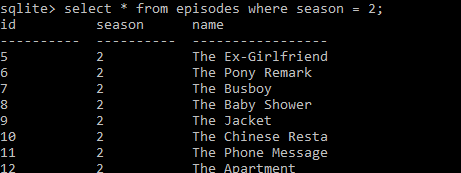 sqlite> select * from episodes where season = 2;
id season name
---------- ---------- -----------------
5 2 The Ex-Girlfriend
6 2 The Pony Remark
7 2 The Busboy
8 2 The Baby Shower
9 2 The Jacket
10 2 The Chinese Resta
11 2 The Phone Message
12 2 The Apartment